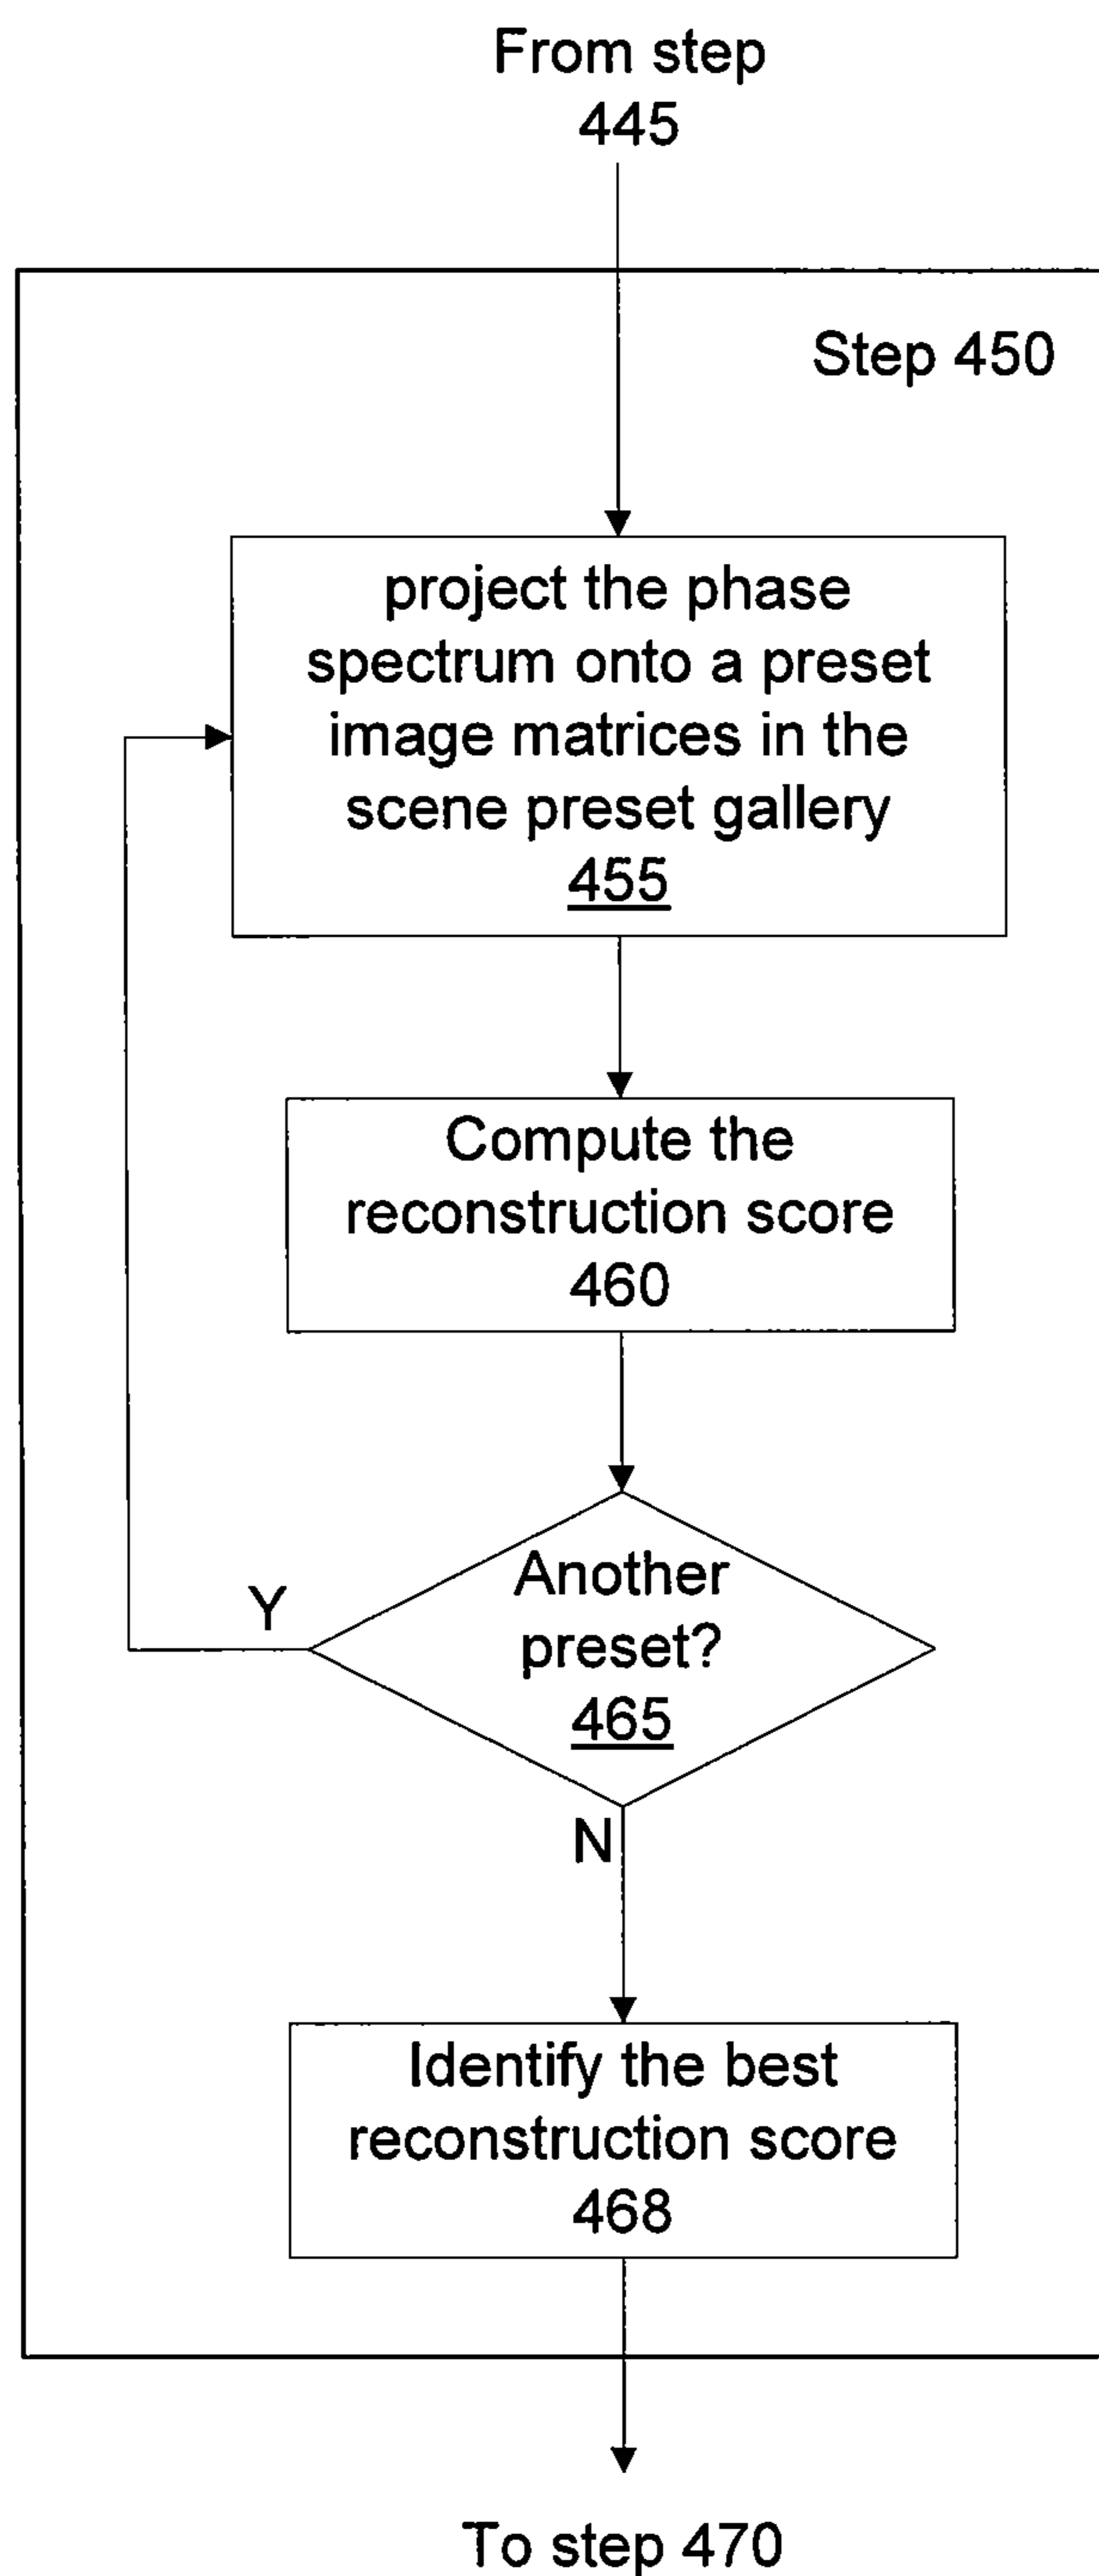 From step
445
Step 450
project the phase
spectrum onto a preset
image matrices in the
scene preset gallery
455
Compute the
reconstruction score
460
Another
preset?
465
Y
N
Identify the best
reconstruction score
468
To step 470